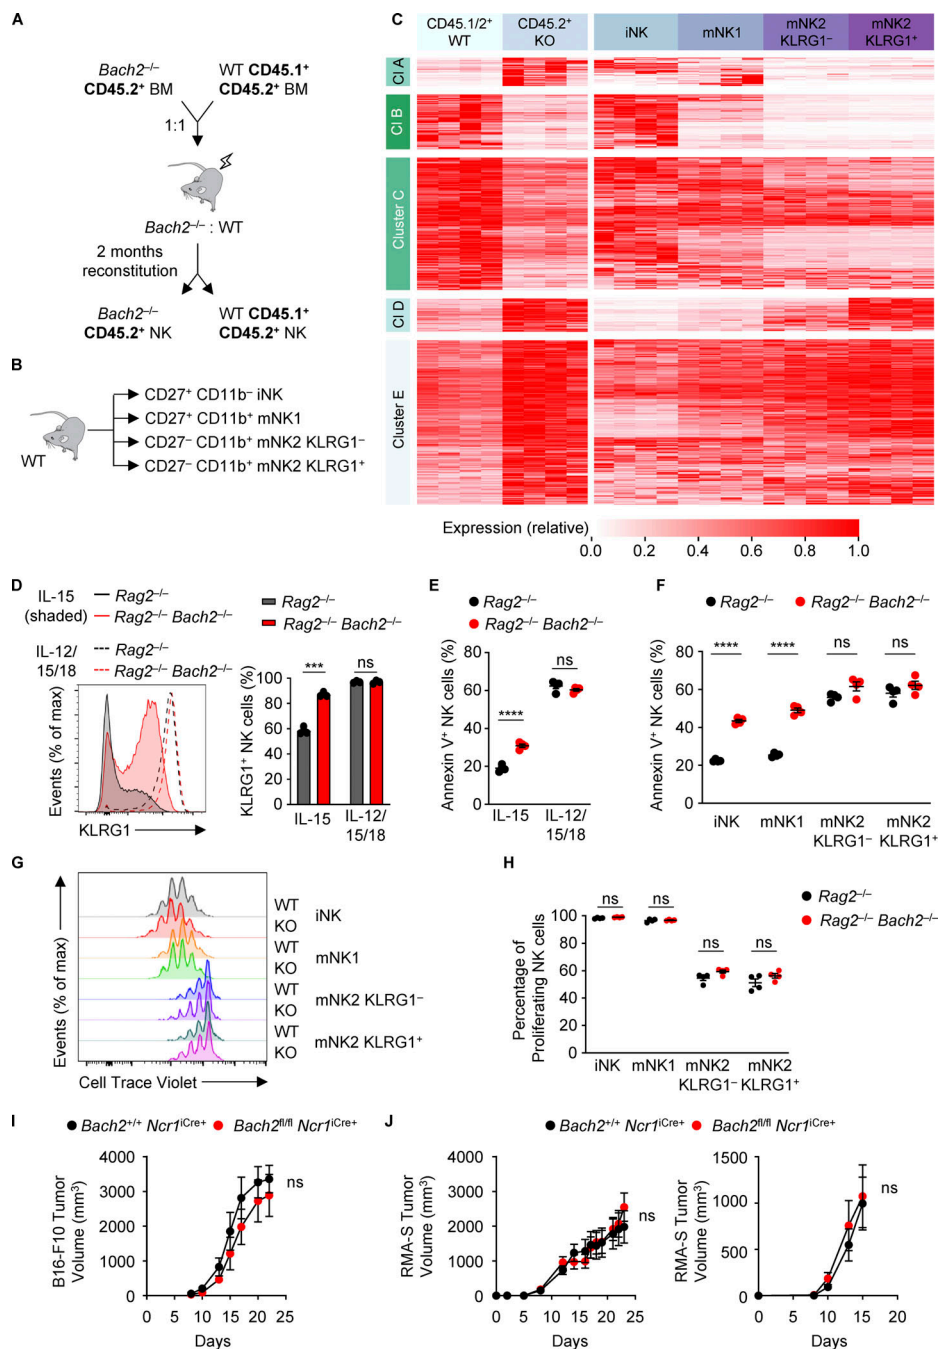 A
Bach2–/–
CD45.2+ BM
WT CD45.1+
CD45.2+ BM
1:1
Bach2–/– : WT
2 months
reconstitution
Bach2–/–
CD45.2+ NK
WT CD45.1+
CD45.2+ NK
B
WT
CD27+ CD11b– iNK
CD27+ CD11b+ mNK1
CD27– CD11b+ mNK2 KLRG1–
CD27– CD11b+ mNK2 KLRG1+
C
CD45.1/2+
WT
CD45.2+
KO
iNK
mNK1
mNK2
KLRG1–
mNK2
KLRG1+
Cl A
Cl B
Cluster C
Cl D
Cluster E
Expression (relative)
0.0 0.2 0.4 0.6 0.8 1.0
D
IL-15
(shaded)
Rag2–/–
Rag2–/– Bach2–/–
IL-12/
15/18
Rag2–/–
Rag2–/– Bach2–/–
Events (% of max)
KLRG1
Rag2–/–
Rag2–/– Bach2–/–
KLRG1+ NK cells (%)
100
80
60
40
20
0
***
ns
IL-15
IL-12/
15/18
E
Rag2–/–
Rag2–/– Bach2–/–
Annexin V+ NK cells (%)
80
60
40
20
0
****
ns
IL-15
IL-12/
15/18
F
Rag2–/–
Rag2–/– Bach2–/–
Annexin V+ NK cells (%)
80
60
40
20
0
****
****
ns
ns
iNK
mNK1
mNK2
KLRG1–
mNK2
KLRG1+
G
Events (% of max)
WT
KO
iNK
WT
KO
mNK1
WT
KO
mNK2 KLRG1–
WT
KO
mNK2 KLRG1+
Cell Trace Violet
H
Rag2–/–
Rag2–/– Bach2–/–
Percentage of
Proliferating NK cells
100
80
60
40
20
0
ns
ns
ns
ns
iNK
mNK1
mNK2
KLRG1–
mNK2
KLRG1+
I
Bach2+/+ Ncr1iCre+
Bach2fl/fl Ncr1iCre+
B16-F10 Tumor
Volume (mm3)
4000
3000
2000
1000
0
ns
0 5 10 15 20 25
Days
J
Bach2+/+ Ncr1iCre+
Bach2fl/fl Ncr1iCre+
RMA-S Tumor
Volume (mm3)
4000
3000
2000
1000
0
ns
0 5 10 15 20 25
Days
RMA-S Tumor
Volume (mm3)
1500
1000
500
0
ns
0 5 10 15 20
Days